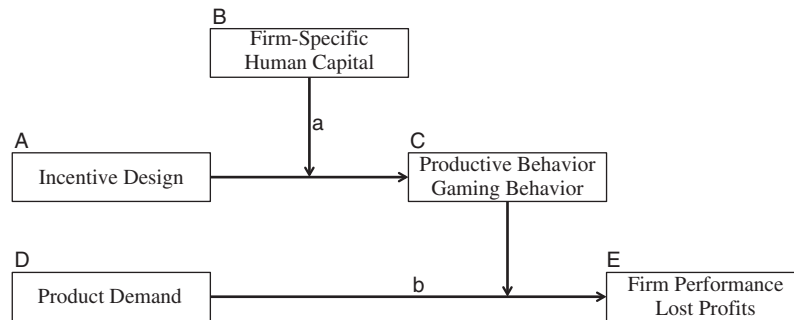 B
Firm-Specific
Human Capital
a
A
Incentive Design
C
Productive Behavior
Gaming Behavior
D
Product Demand
b
E
Firm Performance
Lost Profits